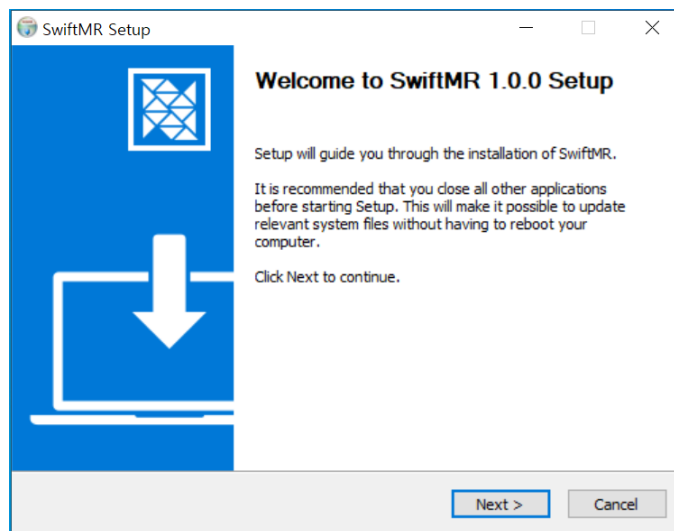 SwiftMR Setup
Welcome to SwiftMR 1.0.0 Setup
Setup will guide you through the installation of SwiftMR.
It is recommended that you close all other applications
before starting Setup. This will make it possible to update
relevant system files without having to reboot your
computer.
Click Next to continue.
Next >
Cancel